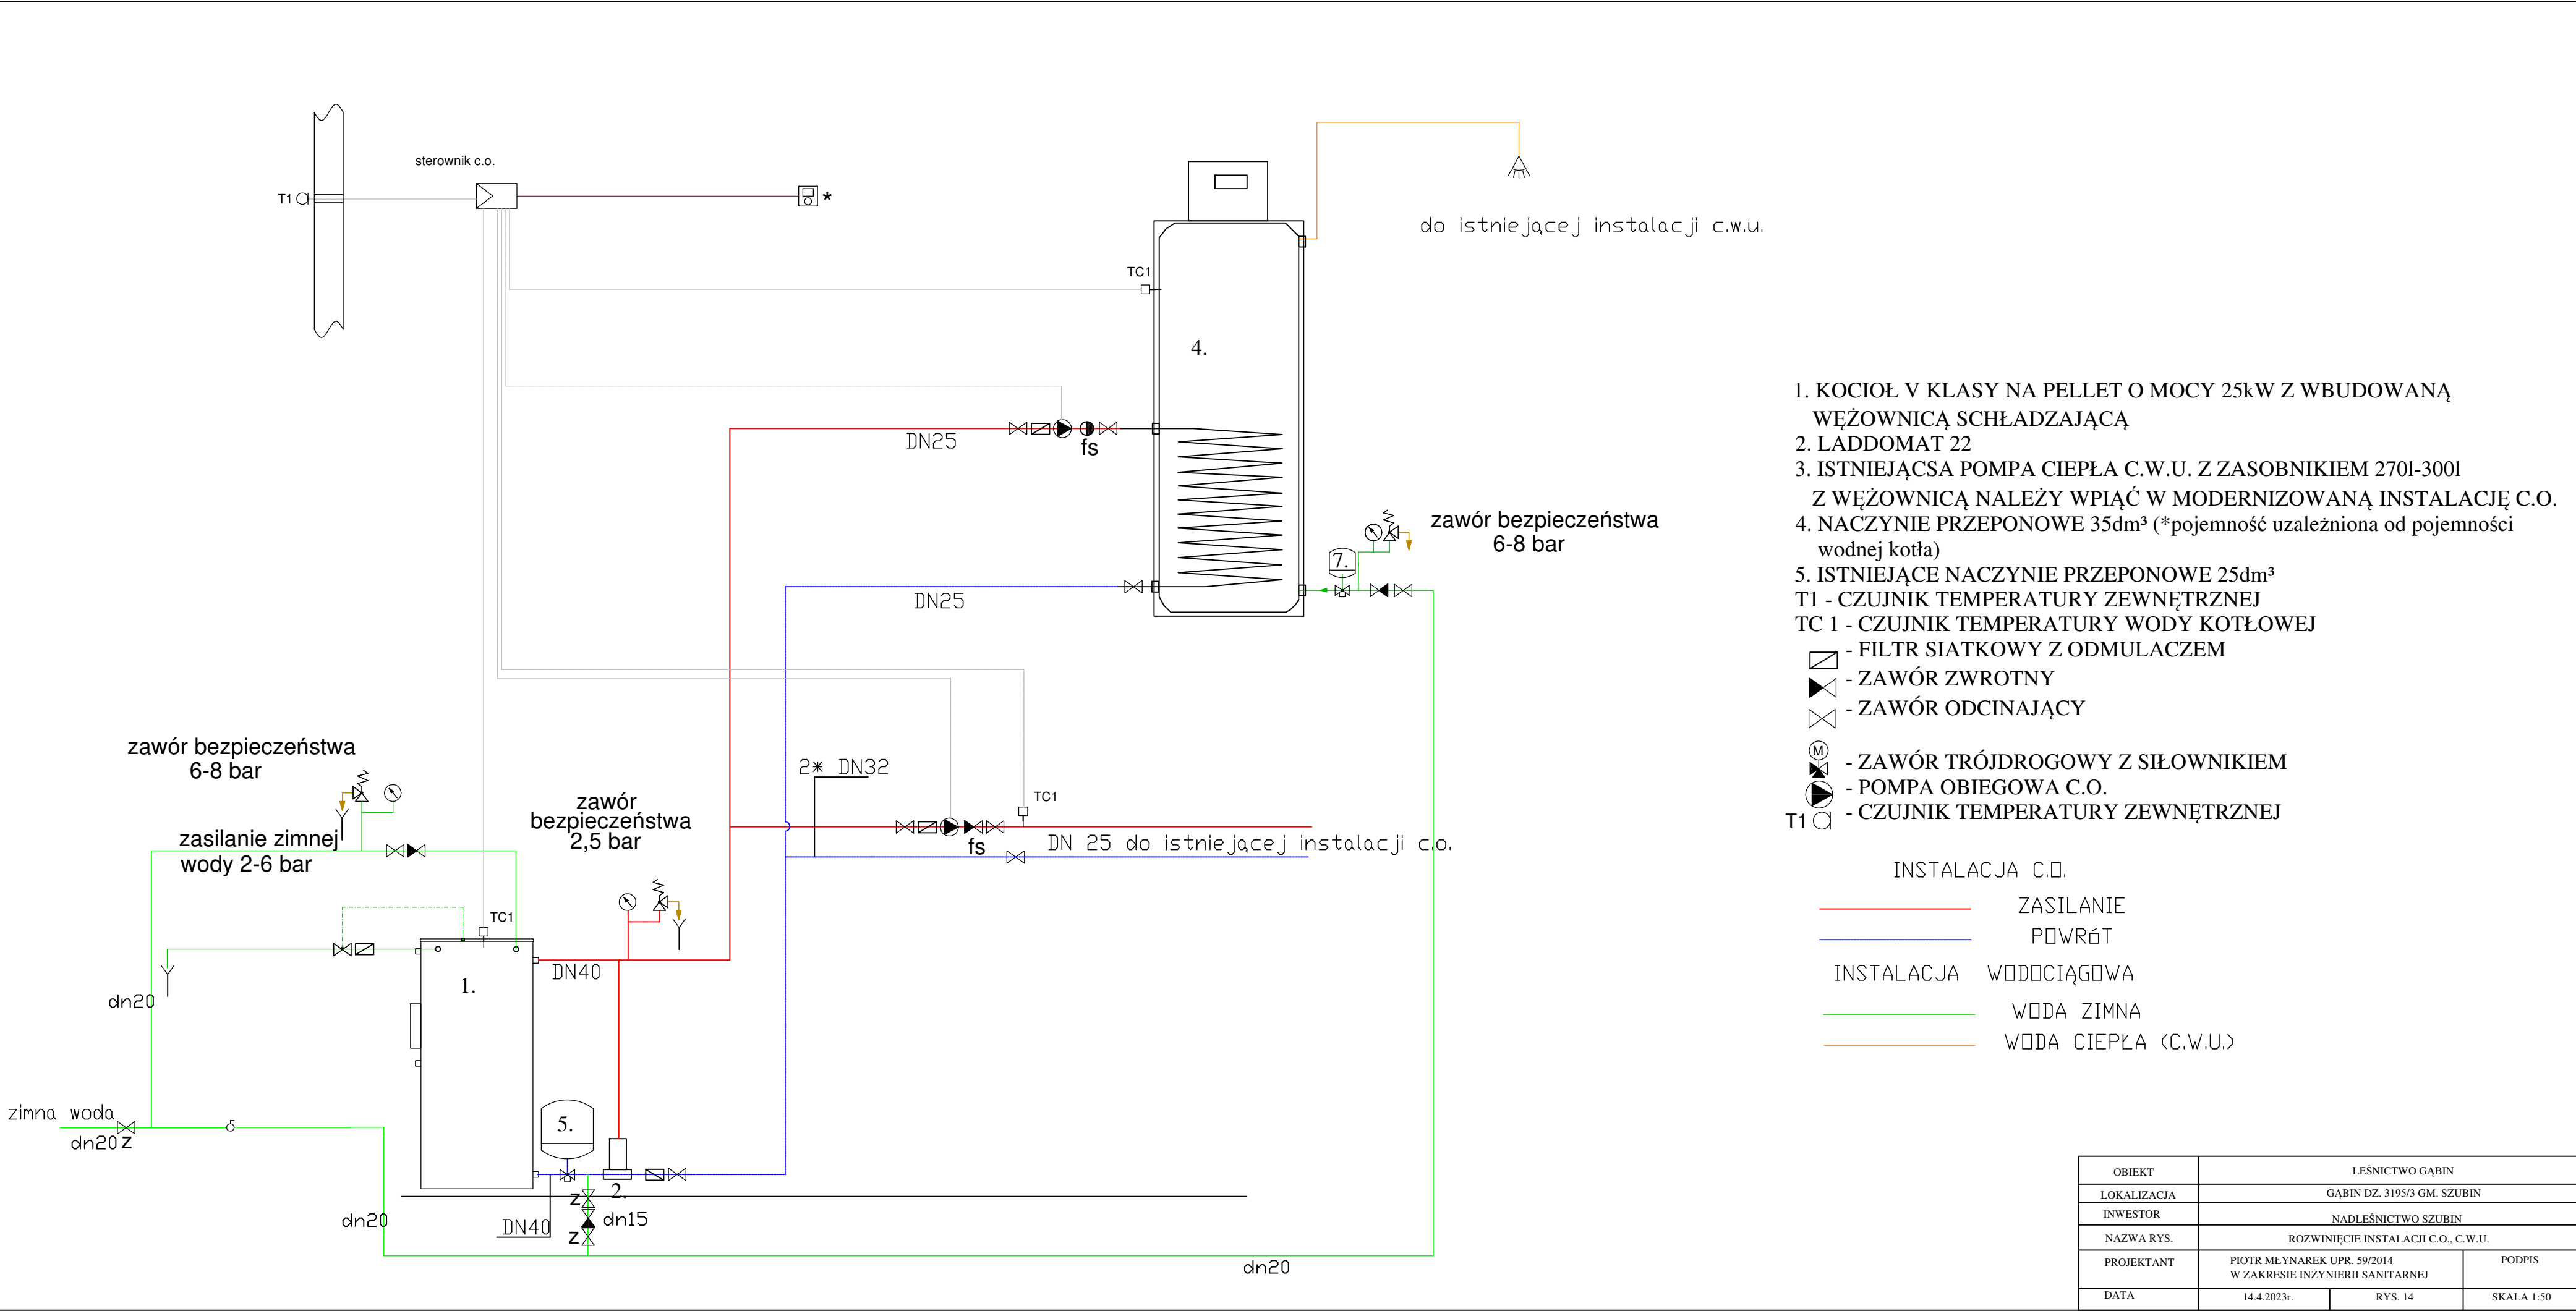 sterownik c.o.
T1
*
do istniejącej instalacji c.w.u.
TC1
4.
DN25
fs
zawór bezpieczeństwa
6-8 bar
7.
DN25
zawór bezpieczeństwa
6-8 bar
zasilanie zimnej
wody 2-6 bar
zawór
bezpieczeństwa
2,5 bar
2* DN32
TC1
fs
DN 25 do istniejącej instalacji c.o.
TC1
1.
DN40
dn20
zimna woda
dn20 z
5.
2.
z
dn15
z
DN40
dn20
dn20
1. KOCIOŁ V KLASY NA PELLET O MOCY 25kW Z WBUDOWANĄ
WĘŻOWNICĄ SCHŁADZAJĄCĄ
2. LADDOMAT 22
3. ISTNIEJĄCSA POMPA CIEPŁA C.W.U. Z ZASOBNIKIEM 270l-300l
Z WĘŻOWNICĄ NALEŻY WPIĄĆ W MODERNIZOWANĄ INSTALACJĘ C.O.
4. NACZYNIE PRZEPONOWE 35dm³ (*pojemność uzależniona od pojemności
wodnej kotła)
5. ISTNIEJĄCE NACZYNIE PRZEPONOWE 25dm³
T1 - CZUJNIK TEMPERATURY ZEWNĘTRZNEJ
TC 1 - CZUJNIK TEMPERATURY WODY KOTŁOWEJ
- FILTR SIATKOWY Z ODMULACZEM
- ZAWÓR ZWROTNY
- ZAWÓR ODCINAJĄCY
M
- ZAWÓR TRÓJDROGOWY Z SIŁOWNIKIEM
- POMPA OBIEGOWA C.O.
T1 - CZUJNIK TEMPERATURY ZEWNĘTRZNEJ
INSTALACJA C.O.
ZASILANIE
POWRóT
INSTALACJA WODOCIĄGOWA
WODA ZIMNA
WODA CIEPŁA (C.W.U.)
OBIEKT LEŚNICTWO GĄBIN
LOKALIZACJA GĄBIN DZ. 3195/3 GM. SZUBIN
INWESTOR NADLEŚNICTWO SZUBIN
NAZWA RYS. ROZWINIĘCIE INSTALACJI C.O., C.W.U.
PROJEKTANT PIOTR MŁYNAREK UPR. 59/2014 PODPIS
W ZAKRESIE INŻYNIERII SANITARNEJ
DATA 14.4.2023r. RYS. 14 SKALA 1:50